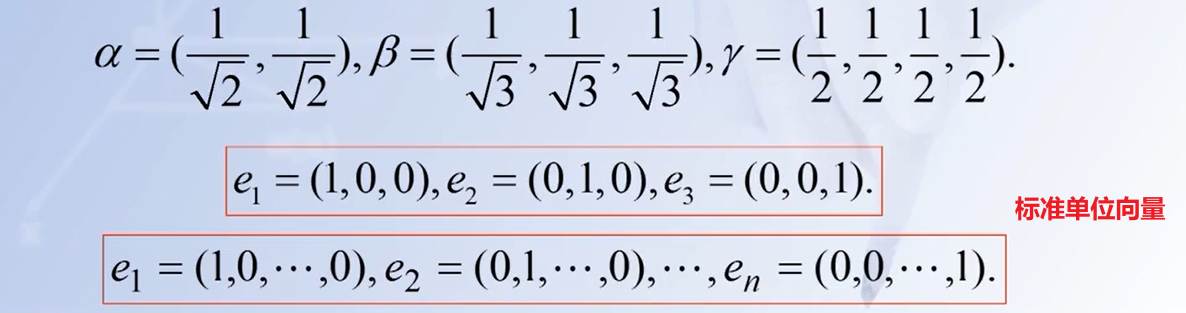 α = (1/√2, 1/√2), β = (1/√3, 1/√3, 1/√3), γ = (1/2, 1/2, 1/2, 1/2).
e₁ = (1, 0, 0), e₂ = (0, 1, 0), e₃ = (0, 0, 1).
标准单位向量
e₁ = (1,0,⋯,0), e₂ = (0,1,⋯,0), ⋯, eₙ = (0,0,⋯,1).